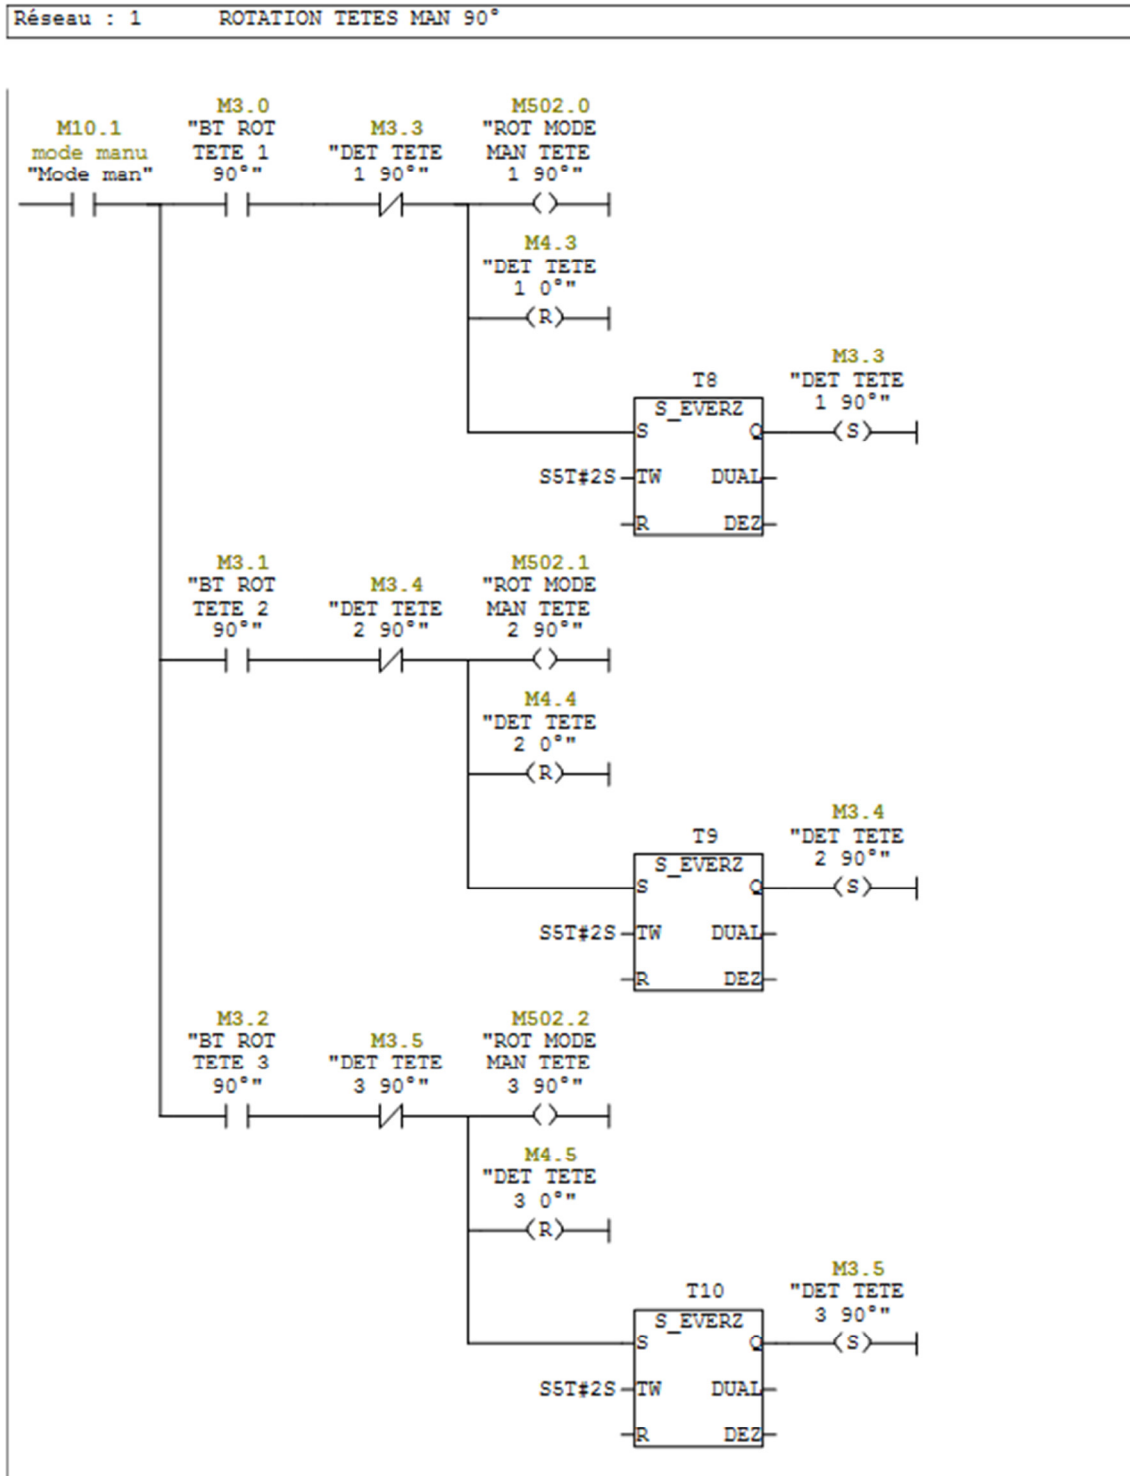 Réseau : 1 ROTATION TETES MAN 90°
M10.1
mode manu
"Mode man"
M3.0
"BT ROT
TETE 1
90°"
M3.3
"DET TETE
1 90°"
M502.0
"ROT MODE
MAN TETE
1 90°"
M4.3
"DET TETE
1 0°"
(R)
T8
S_EVERZ
S
Q
S5T#2S
TW
DUAL
R
DEZ
M3.3
"DET TETE
1 90°"
(S)
M3.1
"BT ROT
TETE 2
90°"
M3.4
"DET TETE
2 90°"
M502.1
"ROT MODE
MAN TETE
2 90°"
M4.4
"DET TETE
2 0°"
(R)
T9
S_EVERZ
S
Q
S5T#2S
TW
DUAL
R
DEZ
M3.4
"DET TETE
2 90°"
(S)
M3.2
"BT ROT
TETE 3
90°"
M3.5
"DET TETE
3 90°"
M502.2
"ROT MODE
MAN TETE
3 90°"
M4.5
"DET TETE
3 0°"
(R)
T10
S_EVERZ
S
Q
S5T#2S
TW
DUAL
R
DEZ
M3.5
"DET TETE
3 90°"
(S)